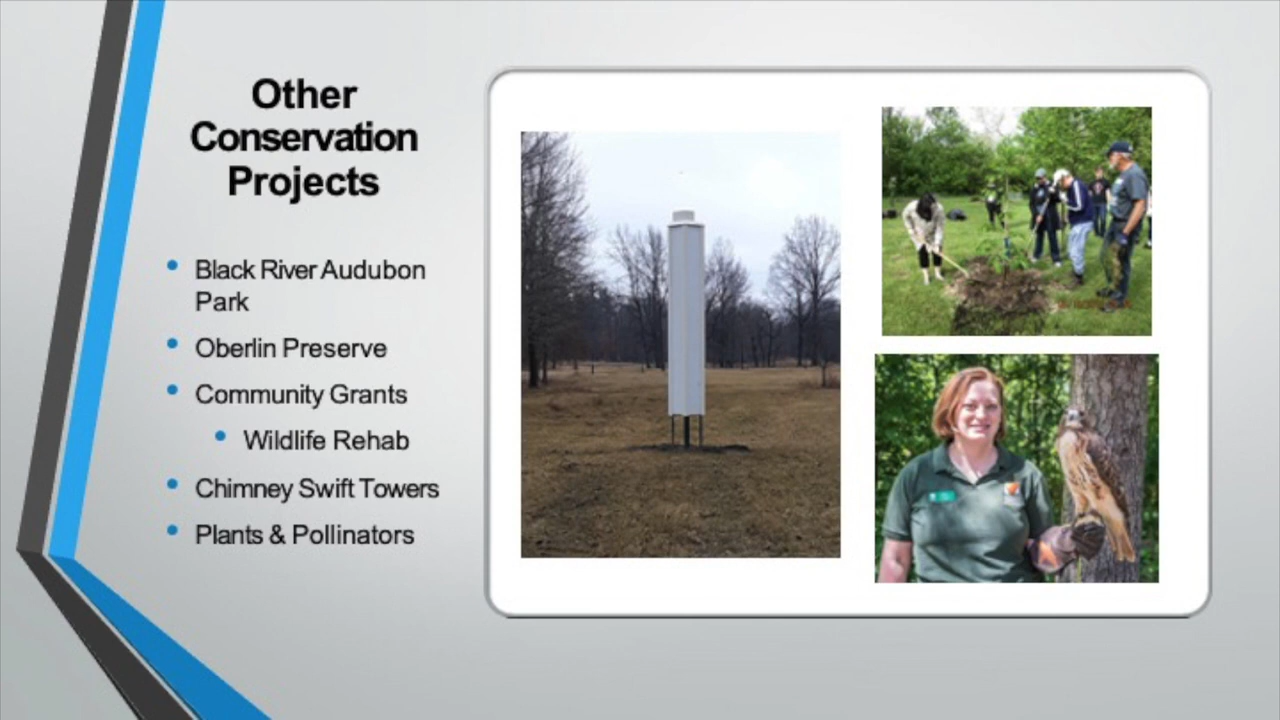 Other
Conservation
Projects
Black River Audubon
Park
Oberlin Preserve
Community Grants
Wildlife Rehab
Chimney Swift Towers
Plants & Pollinators